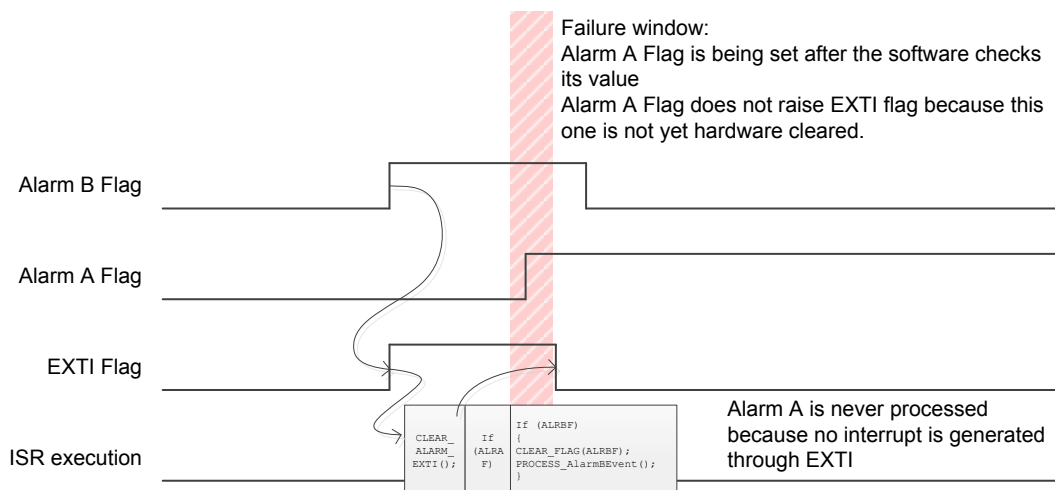 Failure window:
Alarm A Flag is being set after the software checks
its value
Alarm A Flag does not raise EXTI flag because this
one is not yet hardware cleared.
Alarm B Flag
Alarm A Flag
EXTI Flag
ISR execution
CLEAR_
ALARM_
EXTI();
If
(ALRA
F)
If (ALRBF)
{
CLEAR_FLAG(ALRBF);
PROCESS_AlarmBEvent();
}
Alarm A is never processed
because no interrupt is generated
through EXTI